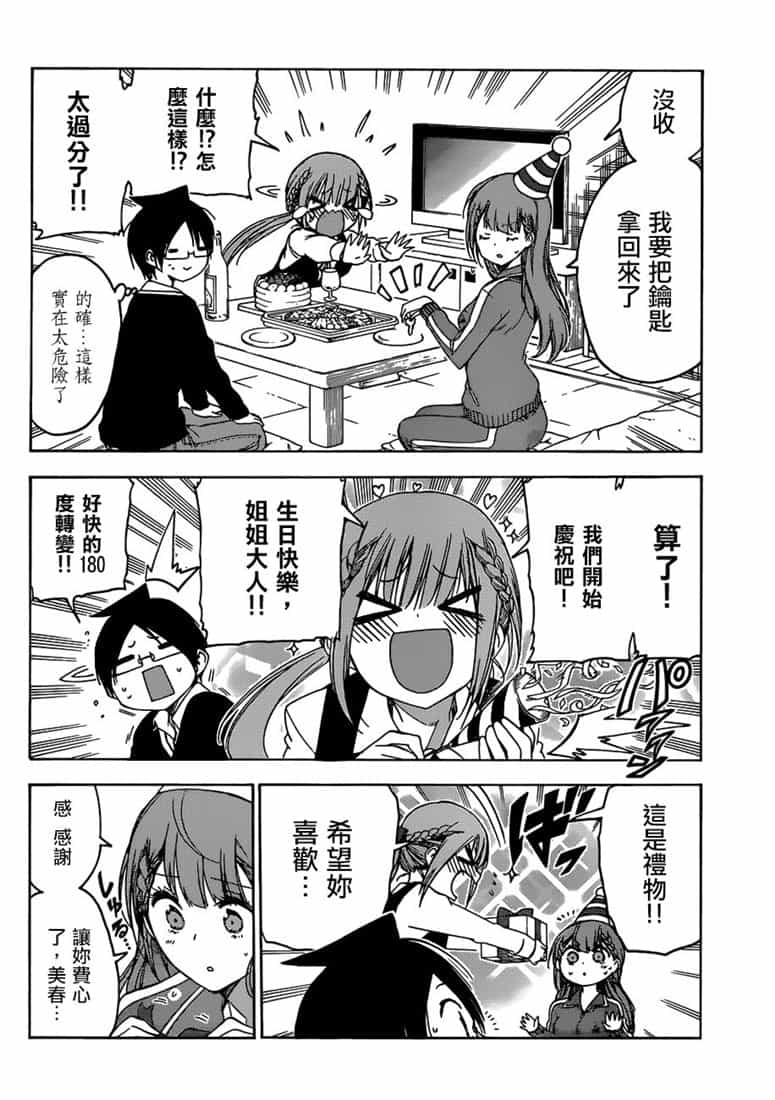 沒收
我要把鑰匙
拿回來了
什麼!?怎
麼這樣!?
太過分了!!
的確…這樣
實在太危險了
算了!
我們開始
慶祝吧!
生日快樂,
姐姐大人!!
好快的180
度轉變!!
パァァン
這是禮物!!
ばっ
希望妳
喜歡…
感 感謝
讓妳費心
了,美春…
しゅる…